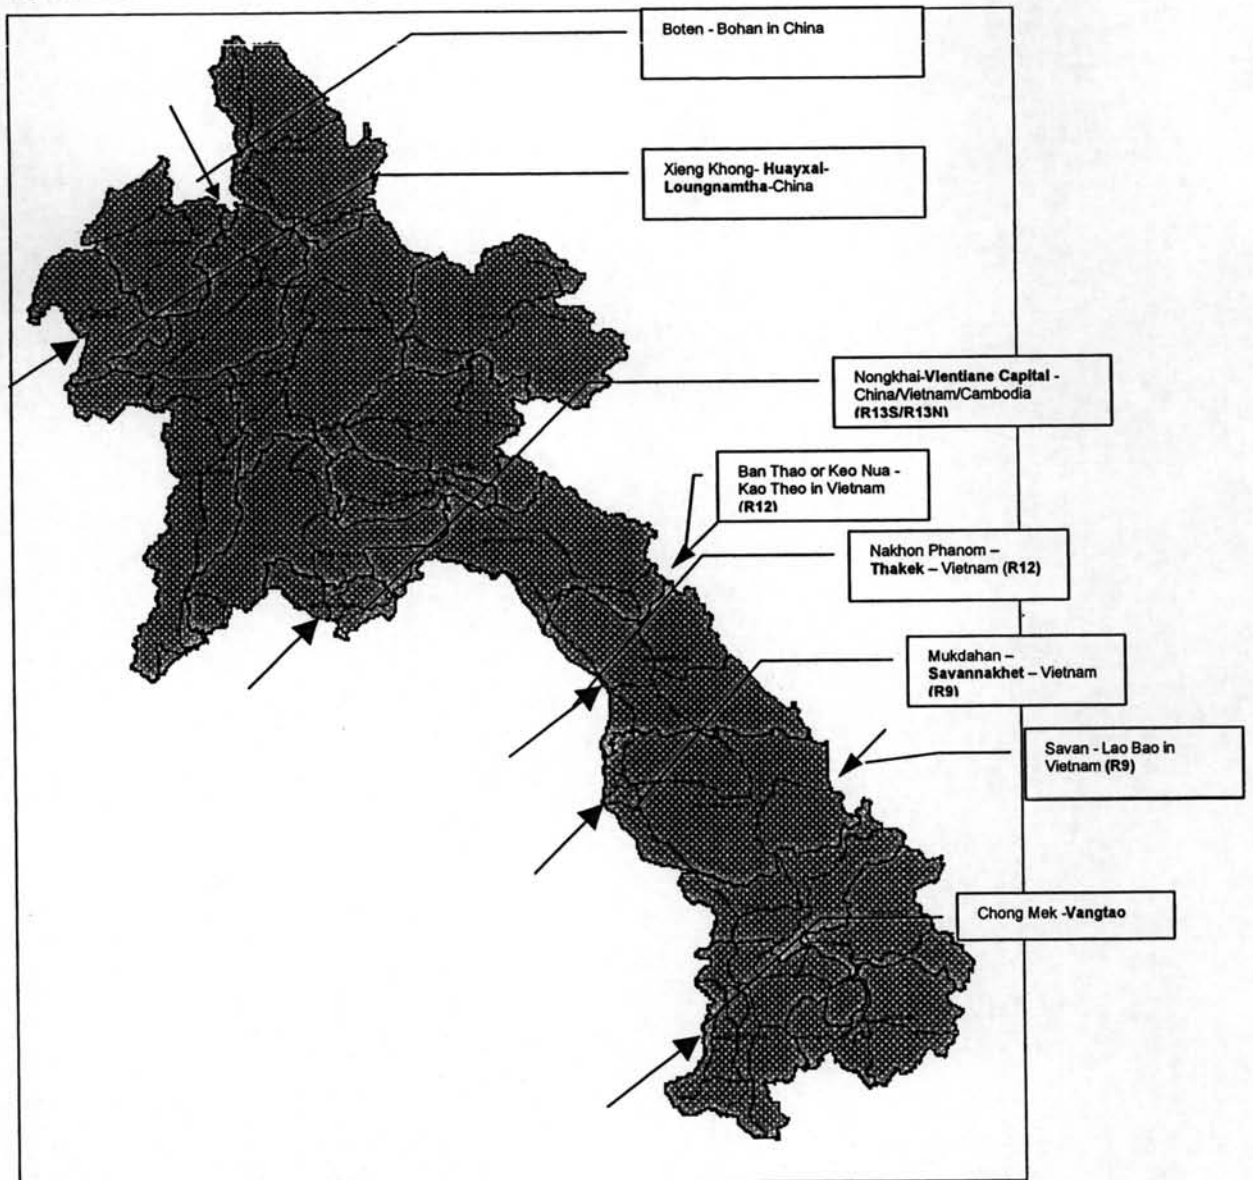 Boten - Bohan in China
Xieng Khong- Huayxai-
Loungnamtha-China
Nongkhai-Vientiane Capital -
China/Vietnam/Cambodia
(R13S/R13N)
Ban Thao or Keo Nua -
Kao Theo in Vietnam
(R12)
Nakhon Phanom –
Thakek – Vietnam (R12)
Mukdahan –
Savannakhet – Vietnam
(R9)
Savan - Lao Bao in
Vietnam (R9)
Chong Mek -Vangtao